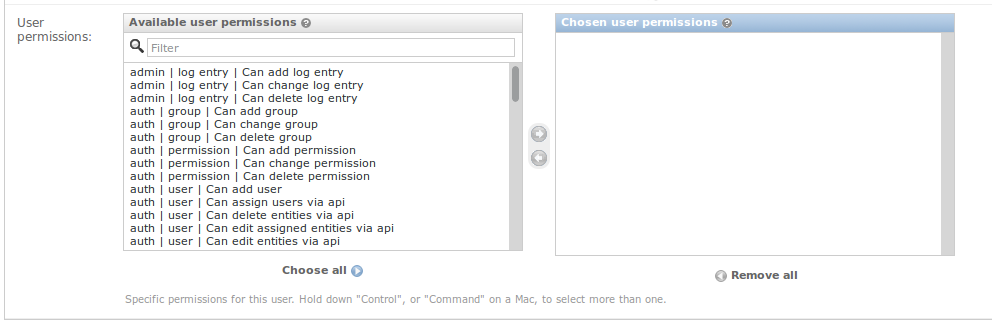 User
permissions:
Available user permissions ?
Filter
admin | log entry | Can add log entry
admin | log entry | Can change log entry
admin | log entry | Can delete log entry
auth | group | Can add group
auth | group | Can change group
auth | group | Can delete group
auth | permission | Can add permission
auth | permission | Can change permission
auth | permission | Can delete permission
auth | user | Can add user
auth | user | Can assign users via api
auth | user | Can delete entities via api
auth | user | Can edit assigned entities via api
auth | user | Can edit entities via api
Choose all
Chosen user permissions ?
Remove all
Specific permissions for this user. Hold down "Control", or "Command" on a Mac, to select more than one.